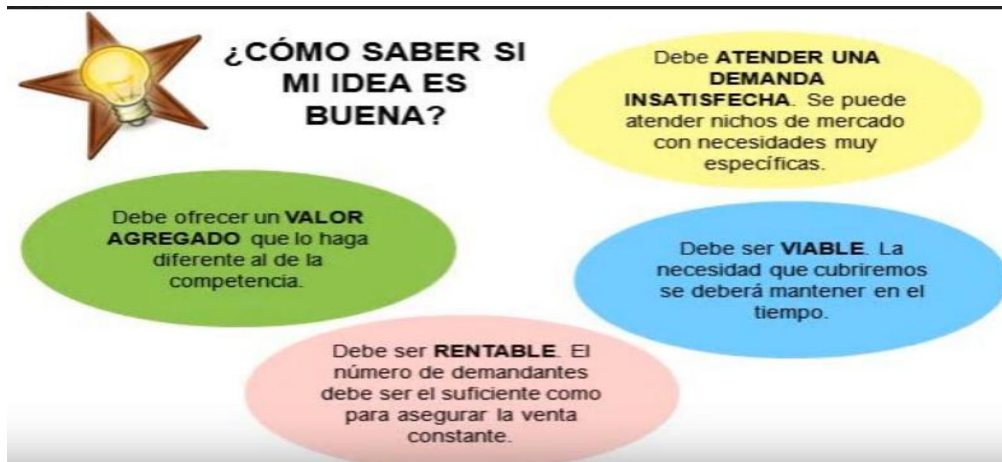 ¿CÓMO SABER SI
MI IDEA ES
BUENA?
Debe ATENDER UNA
DEMANDA
INSATISFECHA. Se puede
atender nichos de mercado
con necesidades muy
específicas.
Debe ofrecer un VALOR
AGREGADO que lo haga
diferente al de la
competencia.
Debe ser VIABLE. La
necesidad que cubriremos
se deberá mantener en el
tiempo.
Debe ser RENTABLE. El
número de demandantes
debe ser el suficiente como
para asegurar la venta
constante.